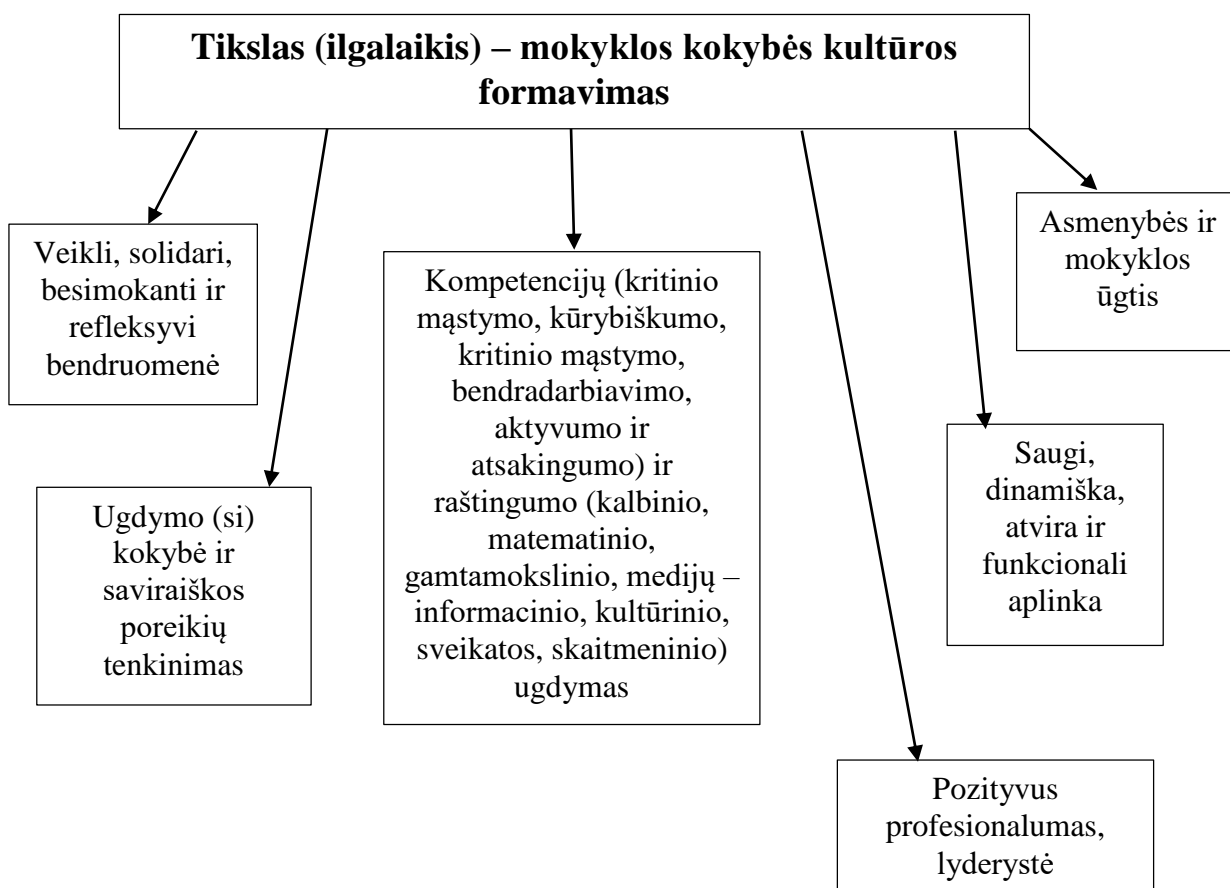 Tikslas (ilgalaikis) – mokyklos kokybės kultūros
formavimas
Veikli, solidari,
besimokanti ir
refleksyvi
bendruomenė
Ugdymo (si)
kokybė ir
saviraiškos
poreikių
tenkinimas
Kompetencijų (kritinio
mąstymo, kūrybiškumo,
kritinio mąstymo,
bendradarbiavimo,
aktyvumo ir
atsakingumo) ir
raštingumo (kalbinio,
matematinio,
gamtamokslinio, medijų –
informacinio, kultūrinio,
sveikatos, skaitmeninio)
ugdymas
Pozityvus
profesionalumas,
lyderystė
Saugi,
dinamiška,
atvira ir
funkcionali
aplinka
Asmenybės ir
mokyklos
ūgtis